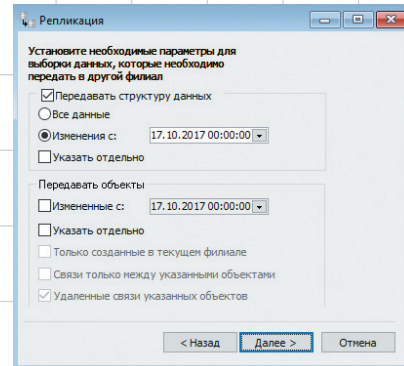 Репликация
Установите необходимые параметры для
выборки данных, которые необходимо
передать в другой филиал
Передавать структуру данных
Все данные
Изменения с:
17.10.2017 00:00:00
Указать отдельно
Передавать объекты
Измененные с:
17.10.2017 00:00:00
Указать отдельно
Только созданные в текущем филиале
Связи только между указанными объектами
Удаленные связи указанных объектов
< Назад
Далее >
Отмена